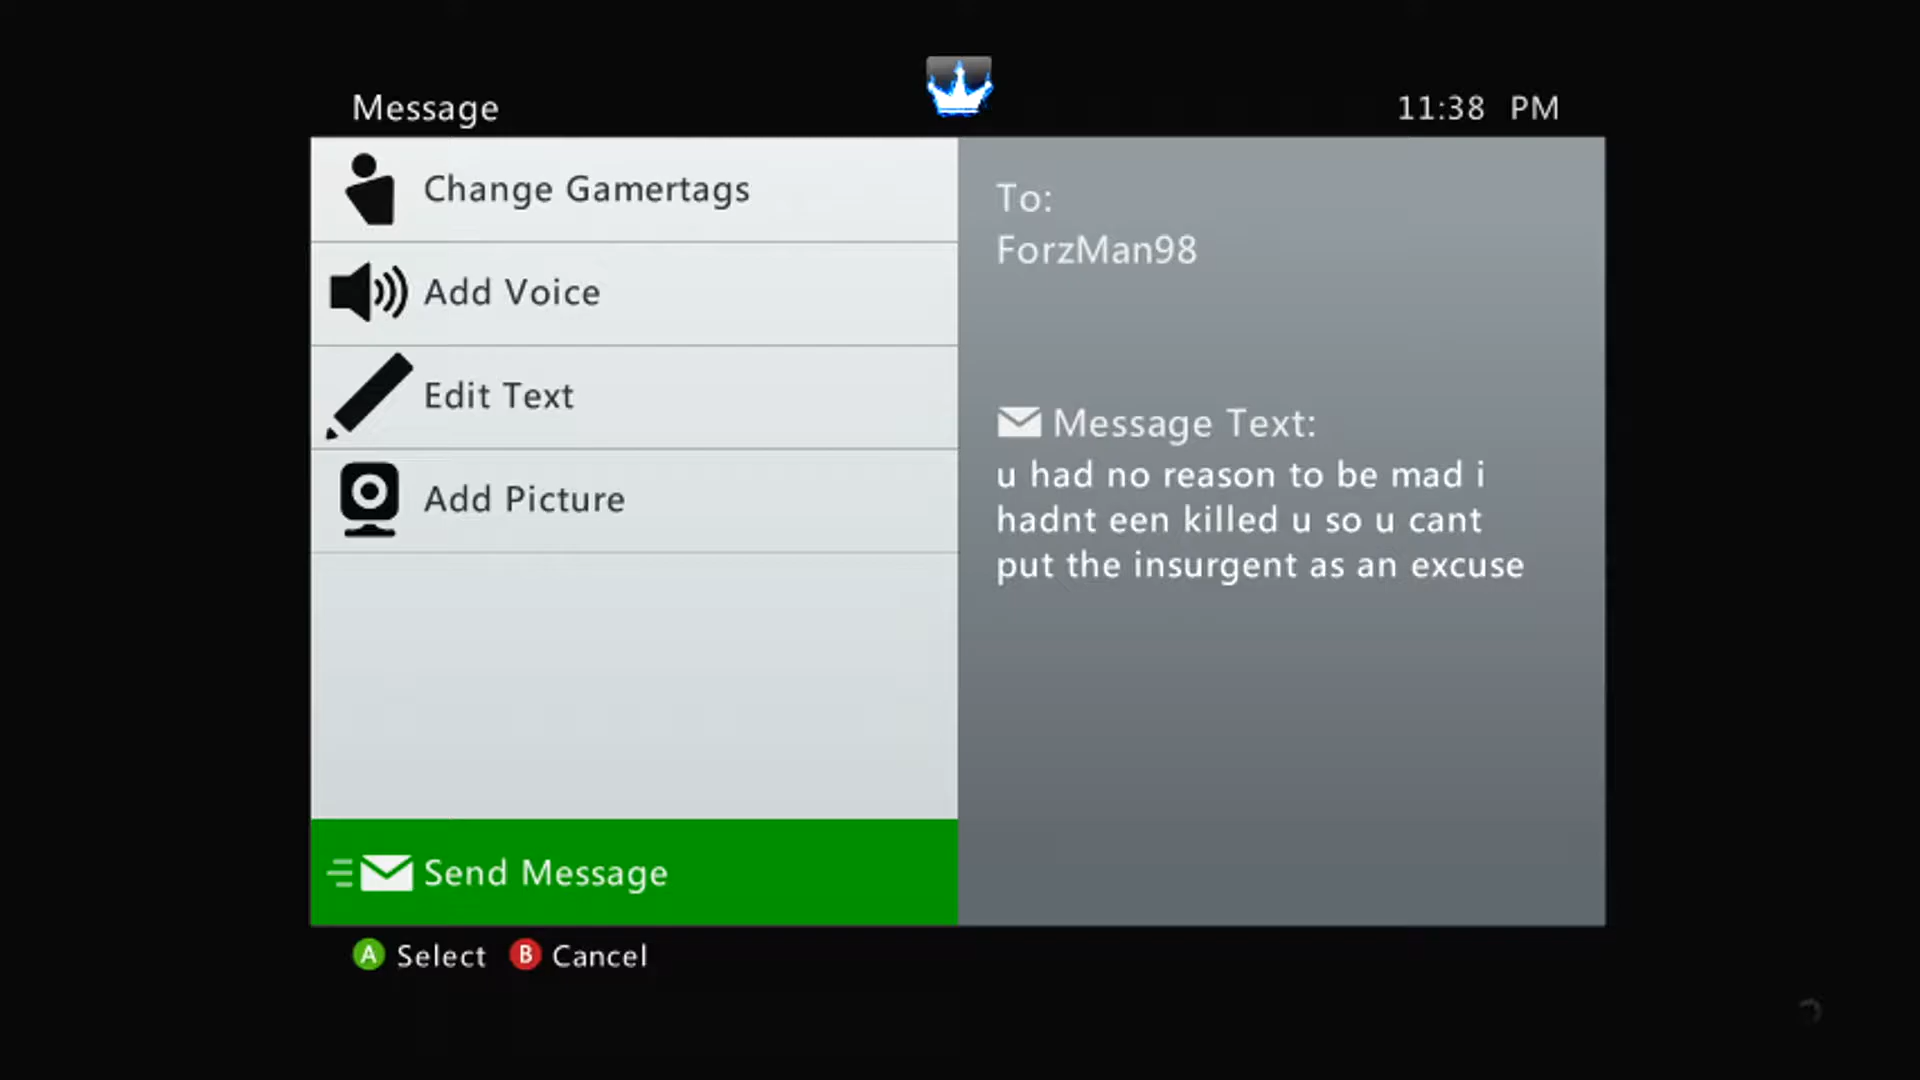 Message
11:38 PM
Change Gamertags
Add Voice
Edit Text
Add Picture
Send Message
To:
ForzMan98
Message Text:
u had no reason to be mad i
hadnt een killed u so u cant
put the insurgent as an excuse
A Select B Cancel